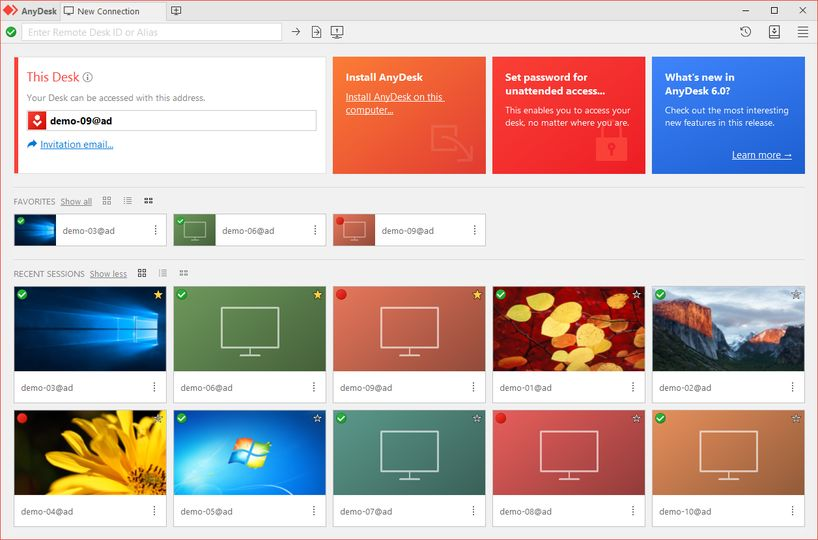 AnyDesk
New Connection
Enter Remote Desk ID or Alias
This Desk
Your Desk can be accessed with this address.
demo-09@ad
Invitation email...
Install AnyDesk
Install AnyDesk on this
computer...
Set password for
unattended access...
This enables you to access your
desk, no matter where you are.
What's new in
AnyDesk 6.0?
Check out the most interesting
new features in this release.
Learn more →
FAVORITES Show all
demo-03@ad
demo-06@ad
demo-09@ad
RECENT SESSIONS Show less
demo-03@ad
demo-06@ad
demo-09@ad
demo-01@ad
demo-02@ad
demo-04@ad
demo-05@ad
demo-07@ad
demo-08@ad
demo-10@ad